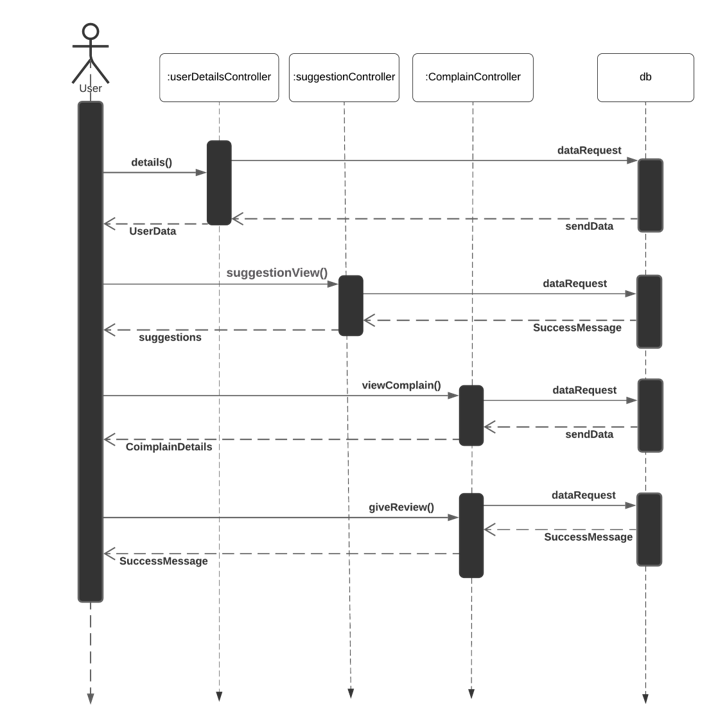 User
:userDetailsController
:suggestionController
:ComplainController
db
dataRequest
details()
sendData
UserData
suggestionView()
dataRequest
SuccessMessage
suggestions
viewComplain()
dataRequest
sendData
CoimplainDetails
dataRequest
giveReview()
SuccessMessage
SuccessMessage